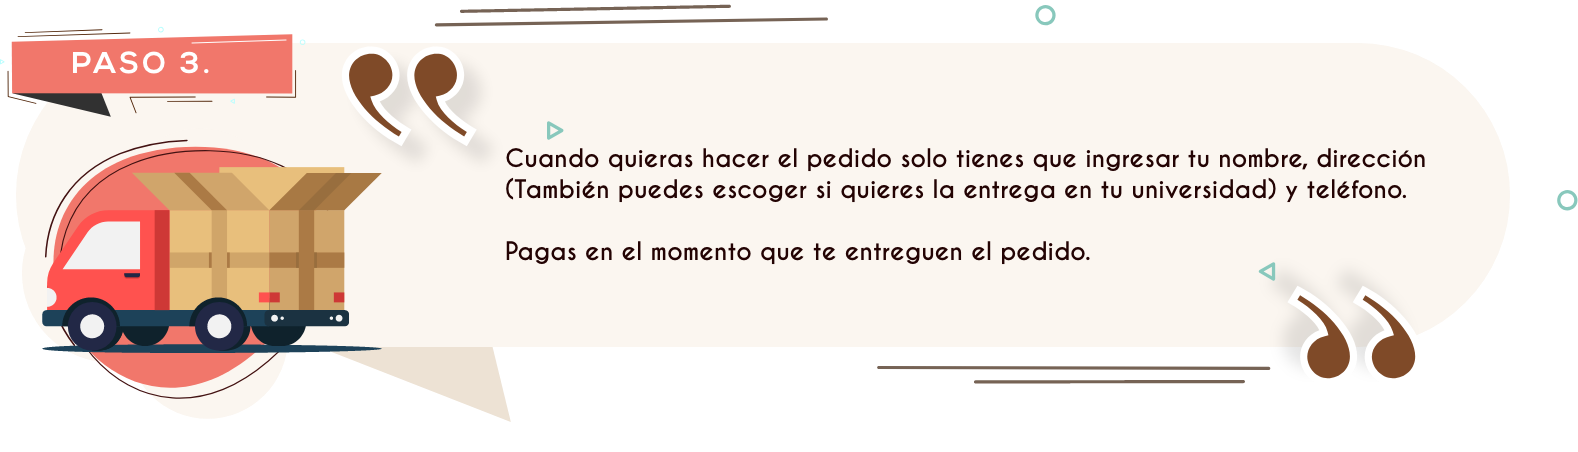 PASO 3.
Cuando quieras hacer el pedido solo tienes que ingresar tu nombre, dirección
(También puedes escoger si quieres la entrega en tu universidad) y teléfono.
Pagas en el momento que te entreguen el pedido.